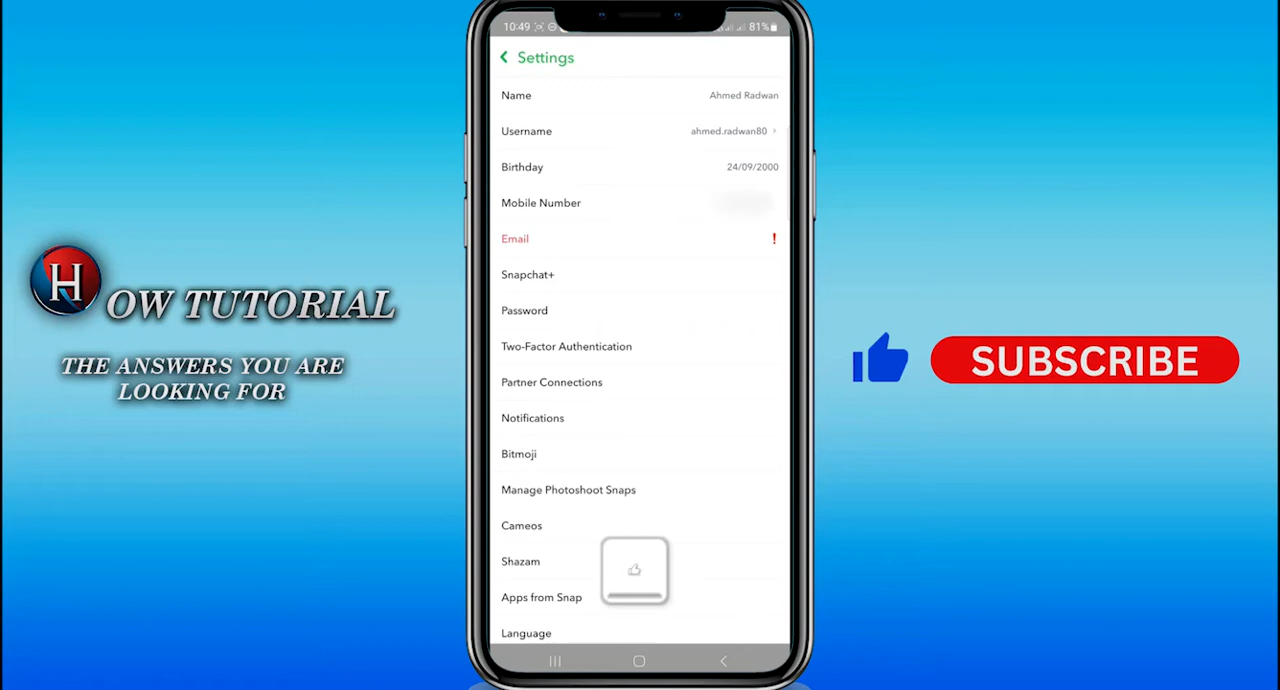 10:49
81%
Settings
Name
Ahmed Radwan
Username
ahmed.radwan80
Birthday
24/09/2000
Mobile Number
Email
!
Snapchat+
Password
Two-Factor Authentication
Partner Connections
Notifications
Bitmoji
Manage Photoshoot Snaps
Cameos
Shazam
Apps from Snap
Language
HOW TUTORIAL
THE ANSWERS YOU ARE
LOOKING FOR
SUBSCRIBE